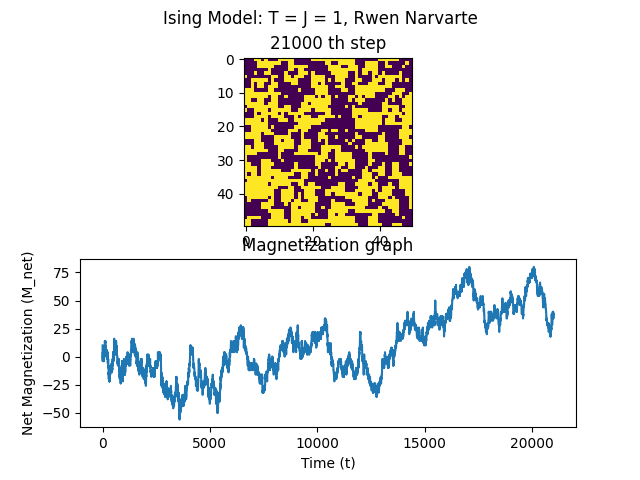 Ising Model: T = J = 1, Rwen Narvarte
21000 th step
0
10
20
30
40
0 20 40
Magnetization graph
Net Magnetization (M_net)
75
50
25
0
−25
−50
0 5000 10000 15000 20000
Time (t)